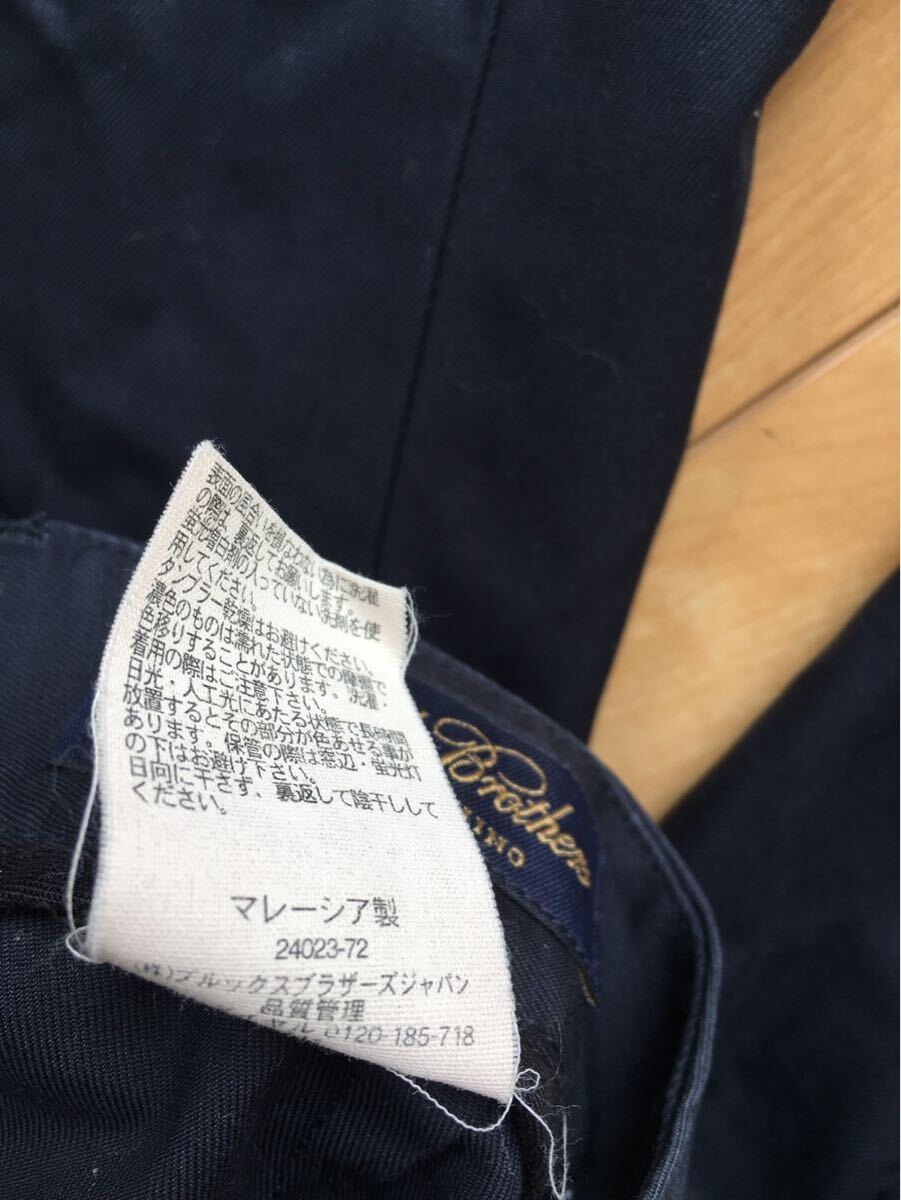 表面の風合いを損なわない為に洗濯
の際は、裏返してお願いします。
蛍光増白剤の入っていない洗剤を使
用してください。
タンブラー乾燥はお避けください。
濃色のものは濡れた状態での摩擦で
色移りすることがあります。洗濯・
着用の際はご注意下さい。
日光・人工光にあたる状態で長時間
放置するとその部分が色あせる事が
あります。保管の際は窓辺・蛍光灯
の下はお避け下さい。
日向に干さず、裏返して陰干しして
ください。
マレーシア製
24023-72
(株)ブルックスブラザーズジャパン
品質管理
0120-185-718
Brothers